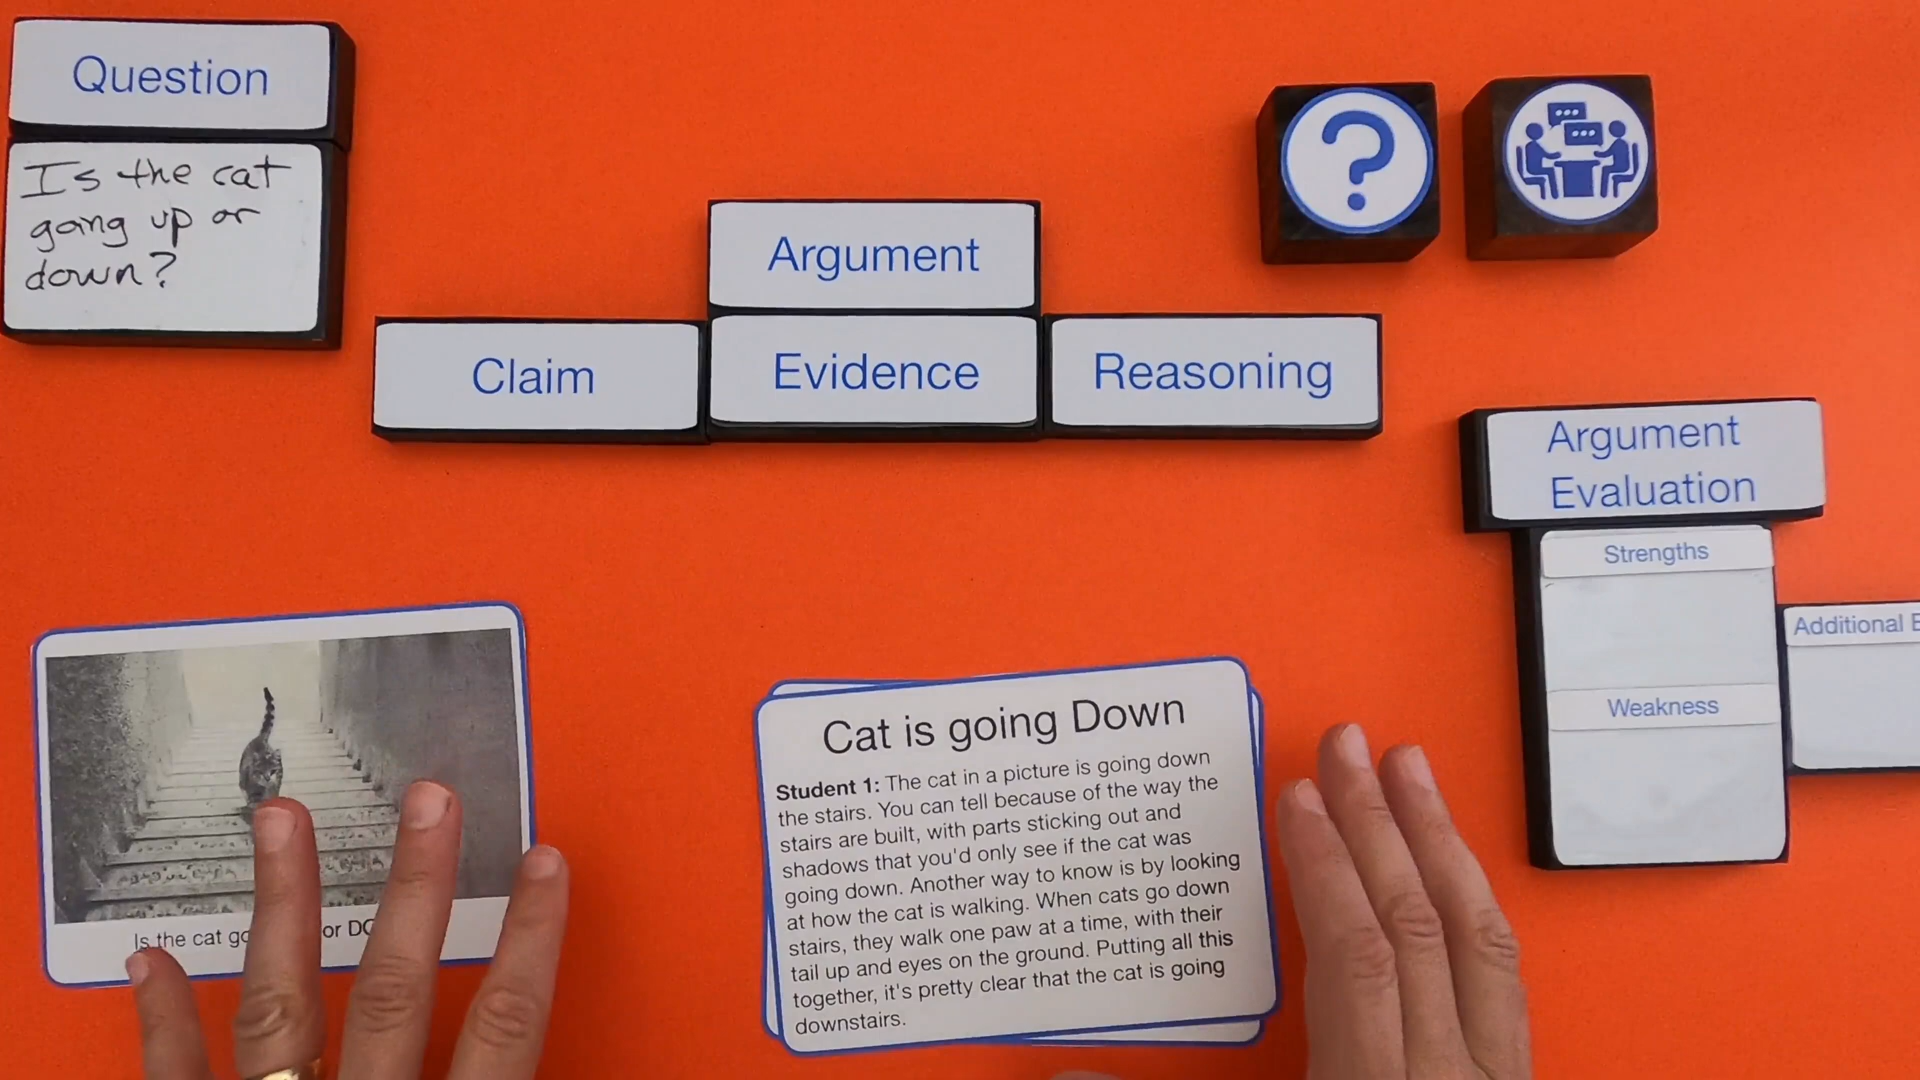 Question
Is the cat
going up or
down?
Argument
Claim
Evidence
Reasoning
Argument
Evaluation
Strengths
Weakness
Additional
Is the cat or
Cat is going Down
Student 1: The cat in a picture is going down
the stairs. You can tell because of the way the
stairs are built, with parts sticking out and
shadows that you'd only see if the cat was
going down. Another way to know is by looking
at how the cat is walking. When cats go down
stairs, they walk one paw at a time, with their
tail up and eyes on the ground. Putting all this
together, it's pretty clear that the cat is going
downstairs.